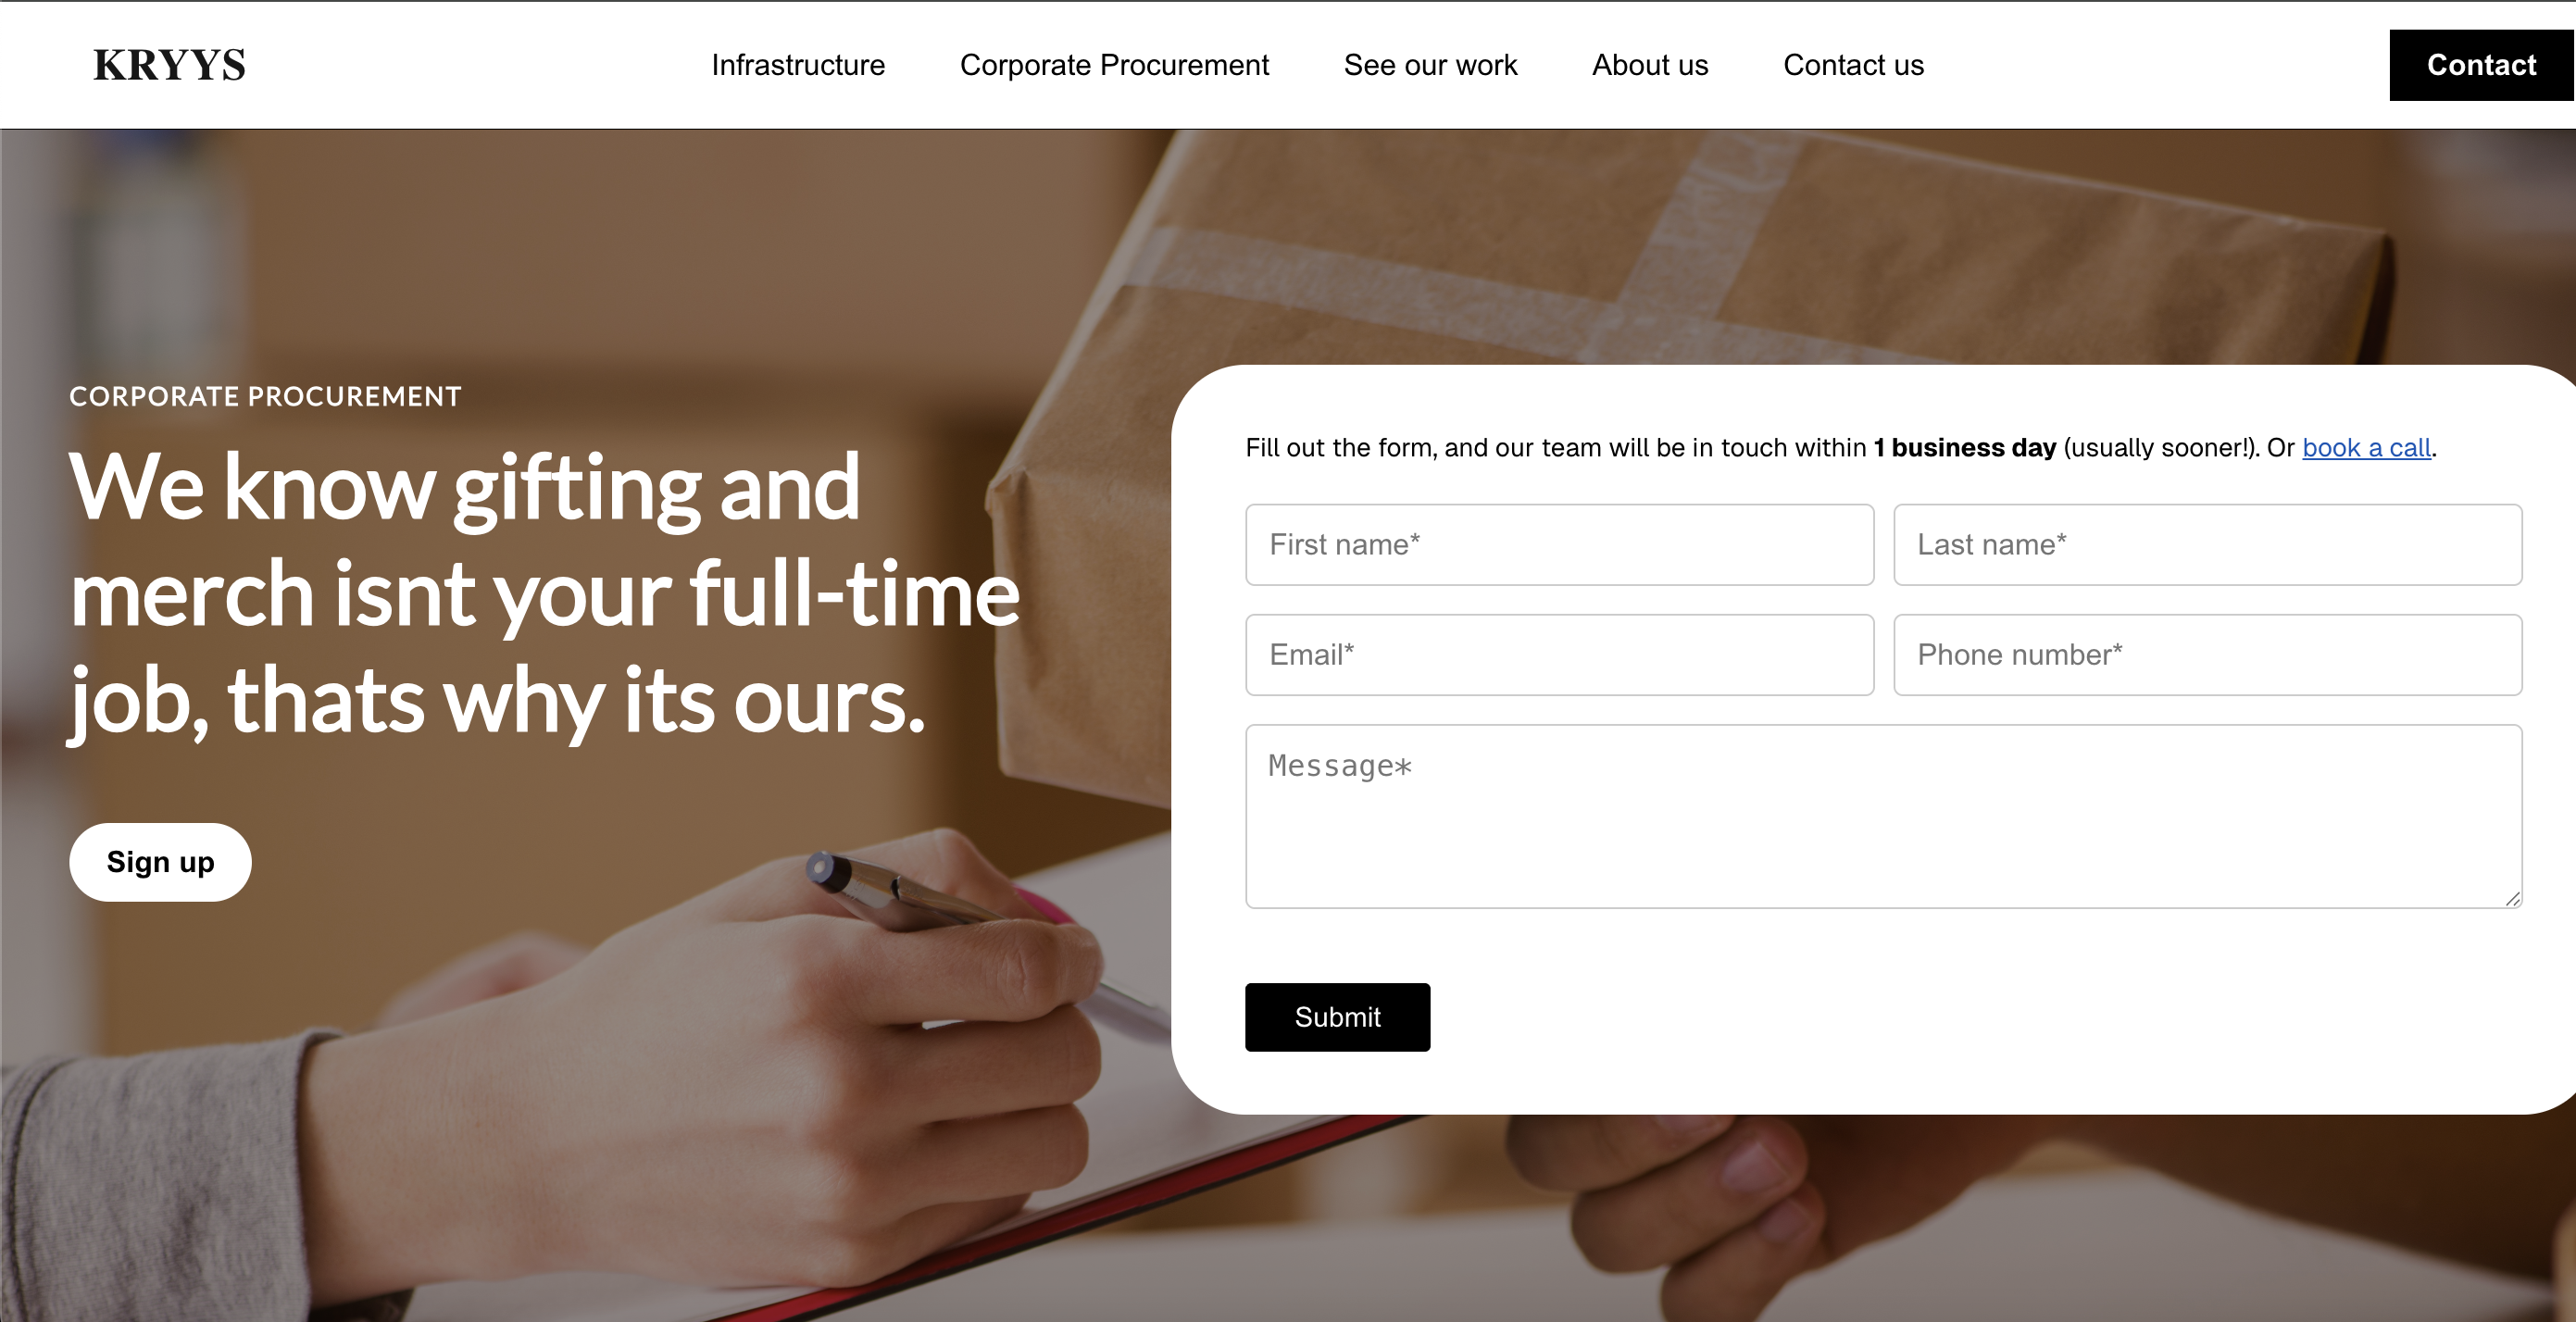 KRYYS
Infrastructure
Corporate Procurement
See our work
About us
Contact us
Contact
CORPORATE PROCUREMENT
We know gifting and
merch isnt your full-time
job, thats why its ours.
Sign up
Fill out the form, and our team will be in touch within 1 business day (usually sooner!). Or book a call.
First name*
Last name*
Email*
Phone number*
Message*
Submit